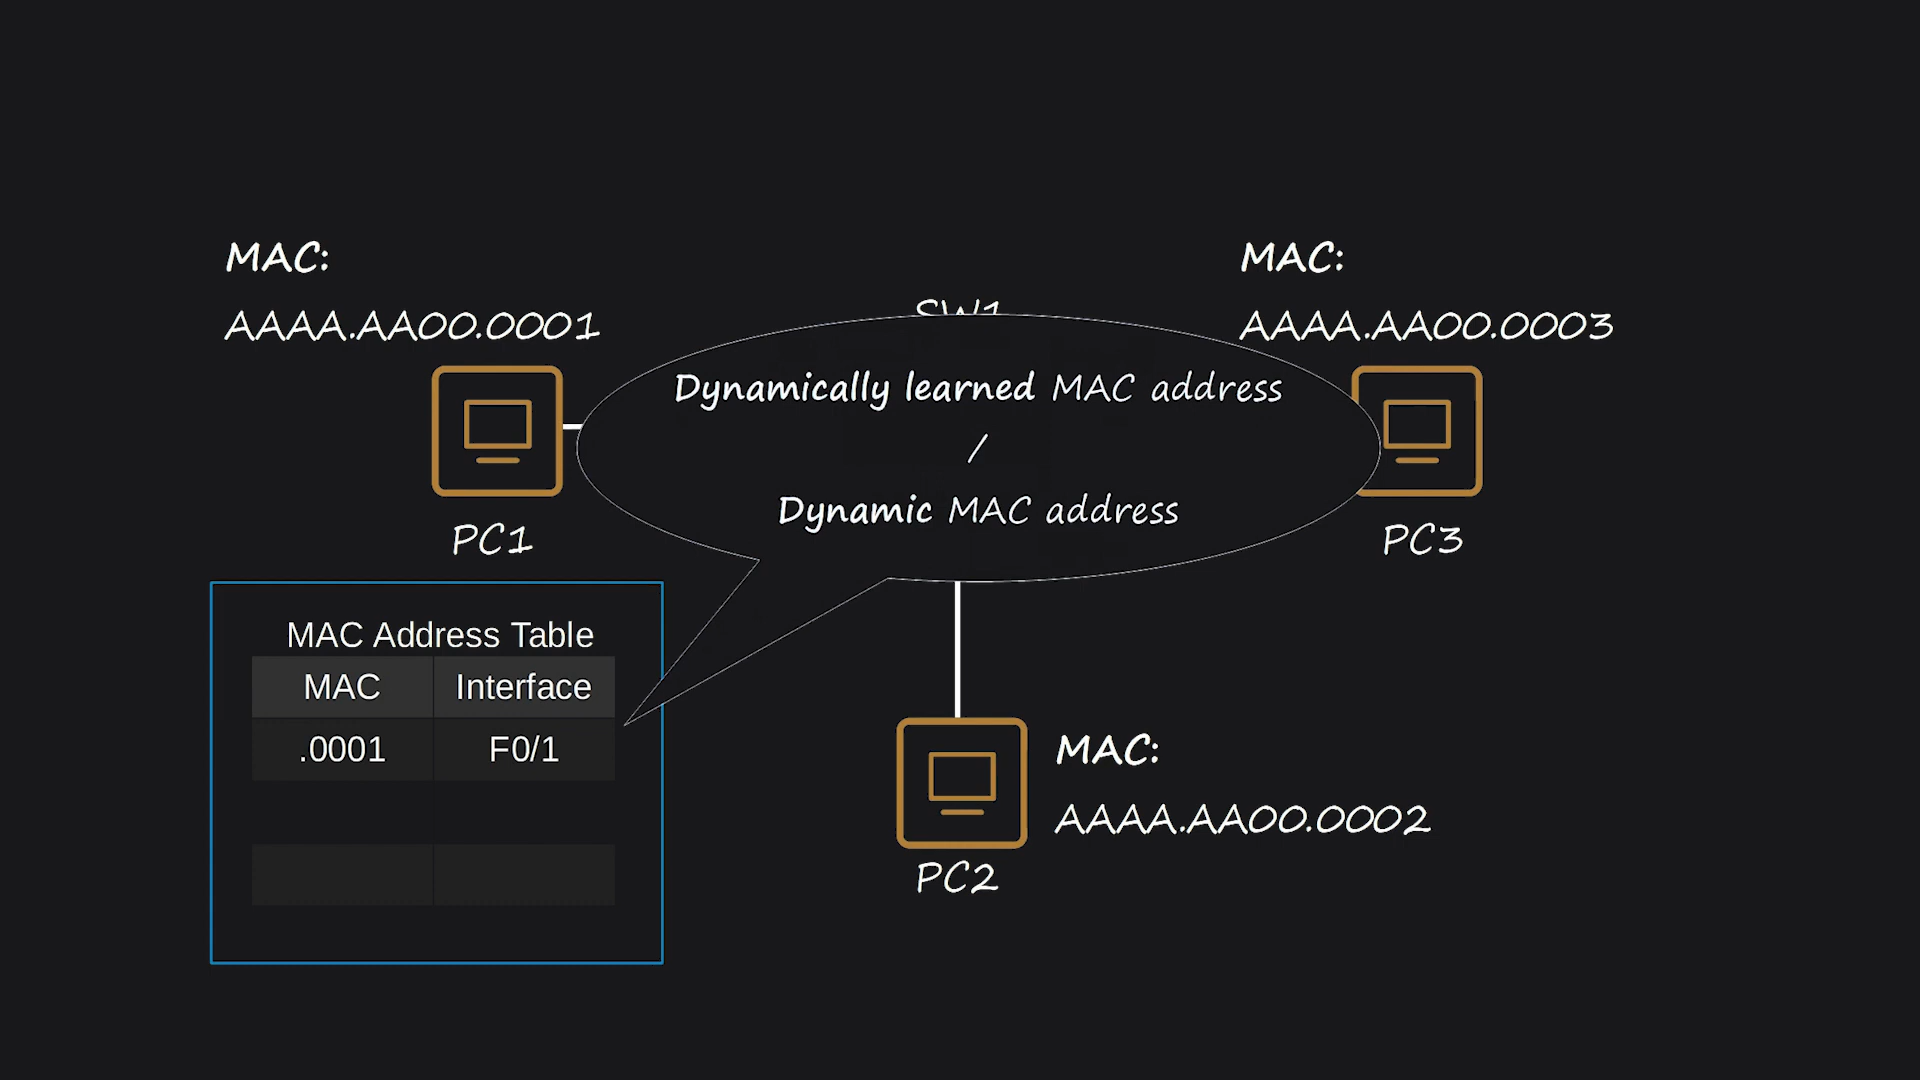 MAC:
AAAA.AA00.0001
MAC:
AAAA.AA00.0003
SW1
Dynamically learned MAC address
/
Dynamic MAC address
PC1
PC3
MAC Address Table
MAC Interface
.0001 F0/1
MAC:
AAAA.AA00.0002
PC2